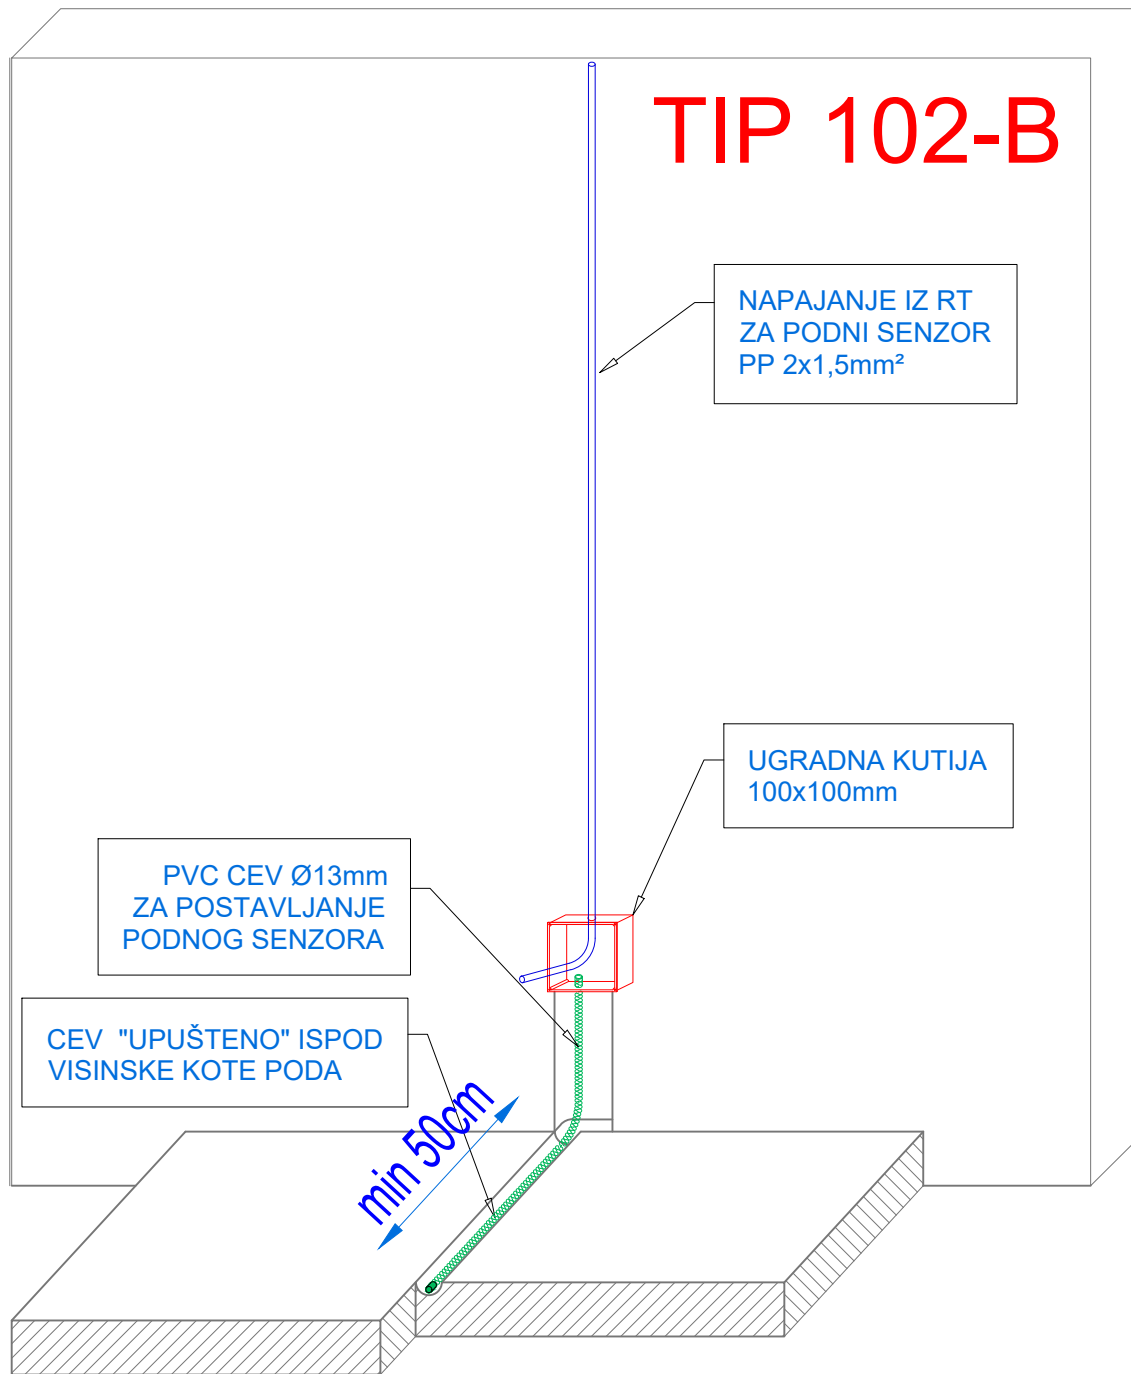 TIP 102-B
NAPAJANJE IZ RT
ZA PODNI SENZOR
PP 2x1,5mm²
UGRADNA KUTIJA
100x100mm
PVC CEV Ø13mm
ZA POSTAVLJANJE
PODNOG SENZORA
CEV "UPUŠTENO" ISPOD
VISINSKE KOTE PODA
min 50cm